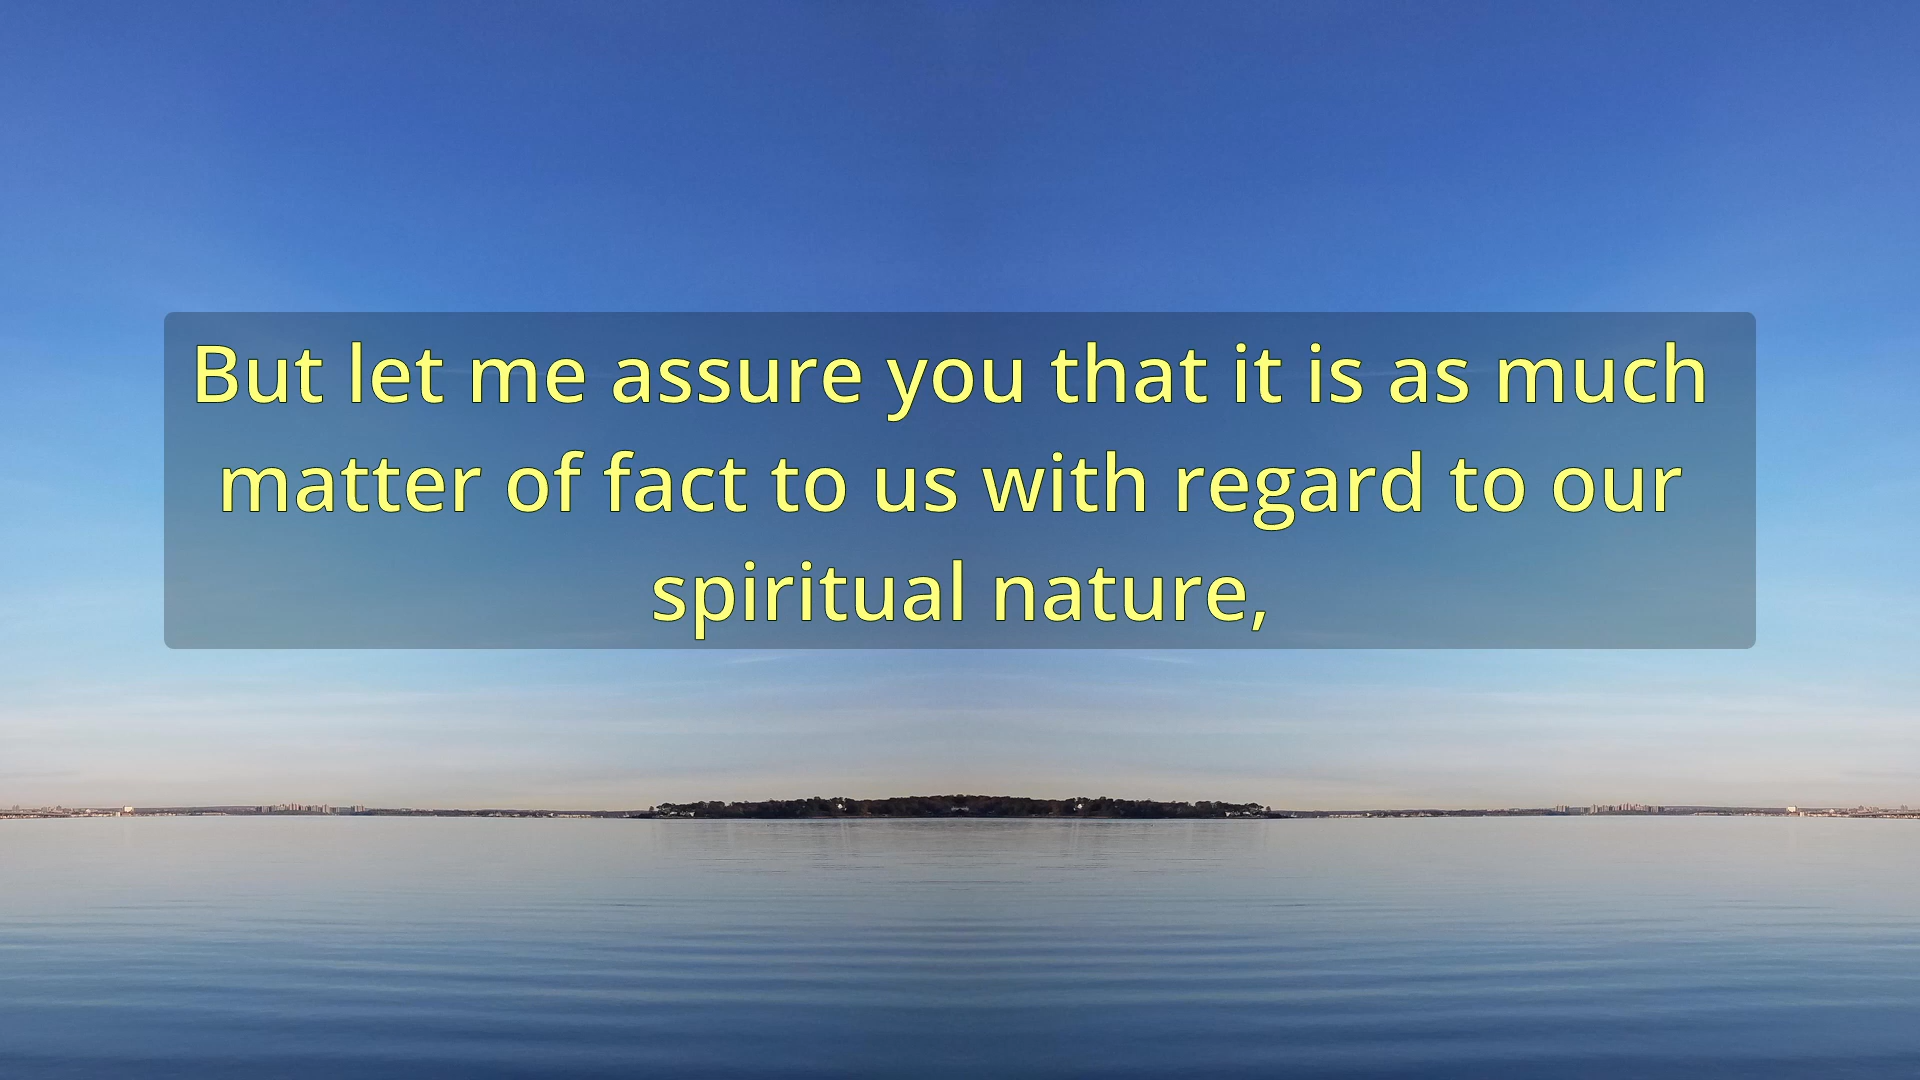 But let me assure you that it is as much
matter of fact to us with regard to our
spiritual nature,